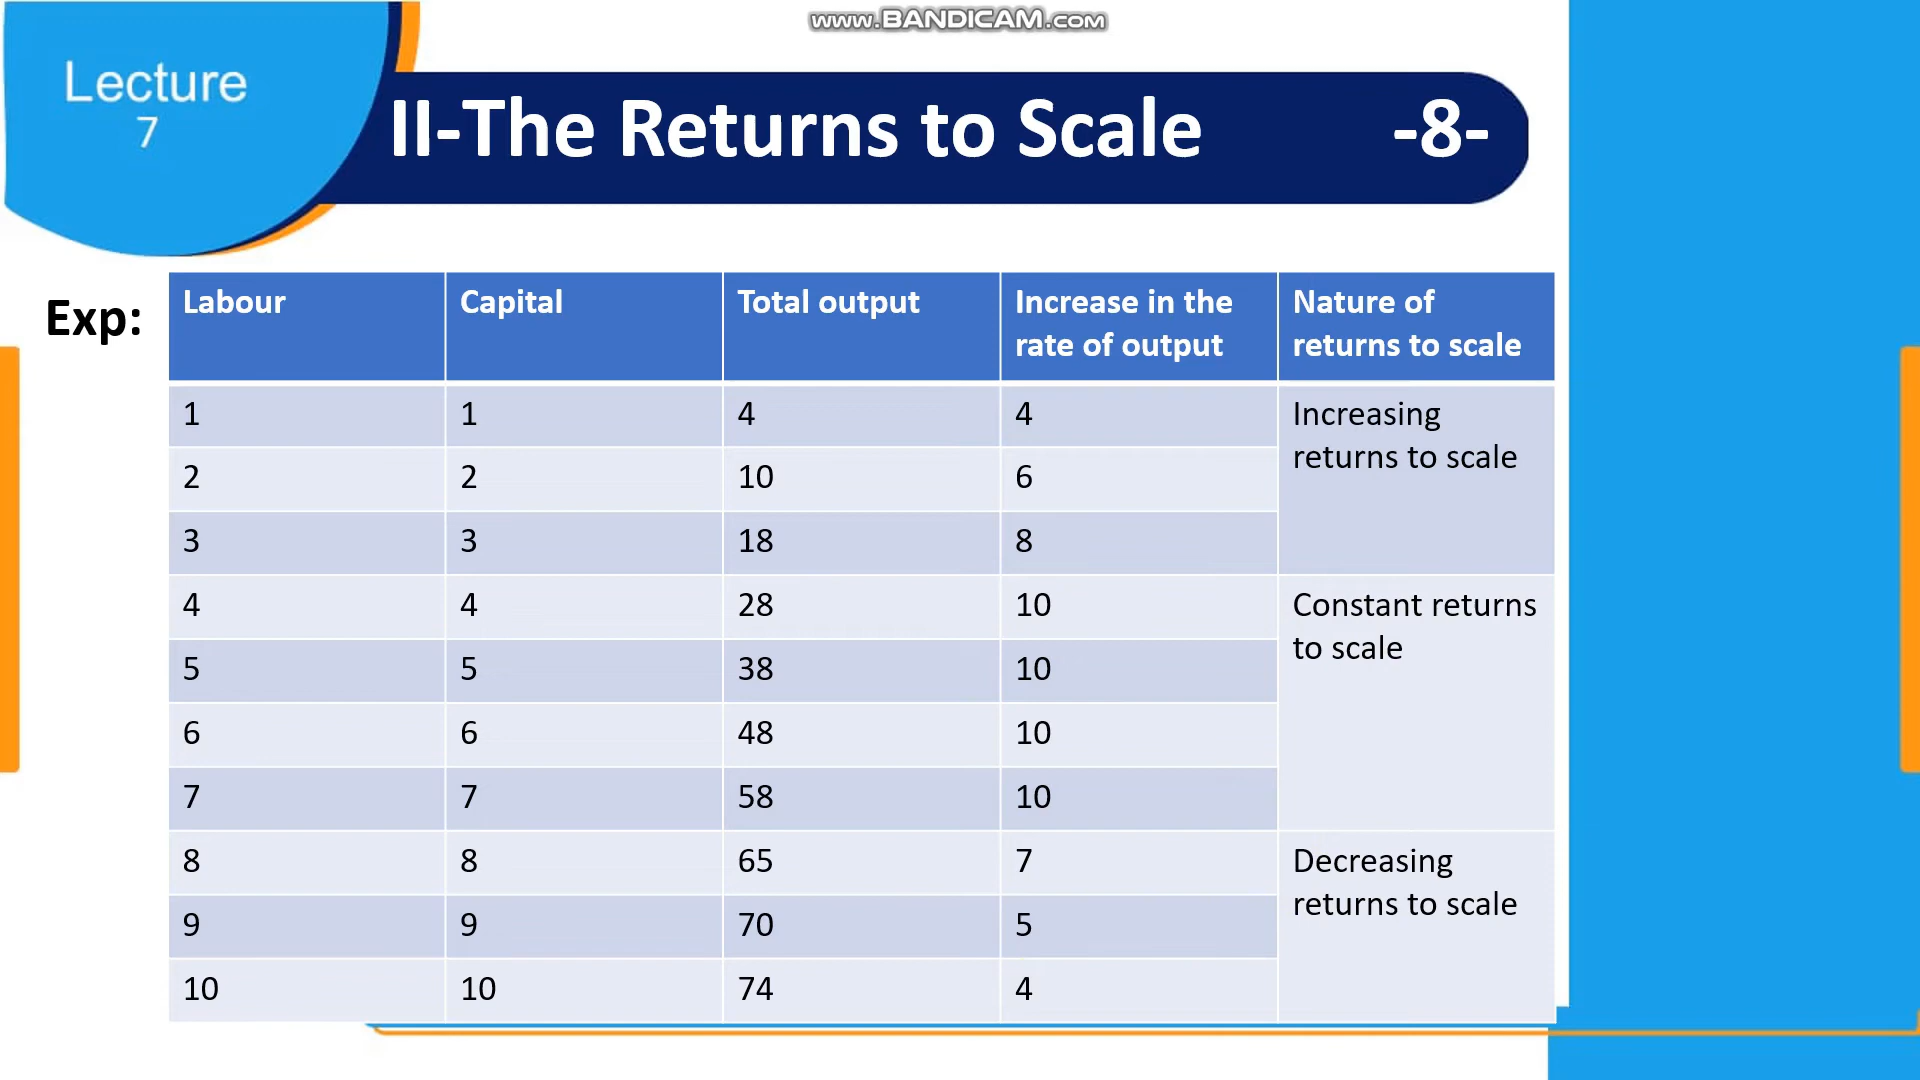 www.BANDICAM.com
Lecture
7
II-The Returns to Scale -8-
Exp:
Labour Capital Total output Increase in the rate of output Nature of returns to scale
1 1 4 4 Increasing returns to scale
2 2 10 6
3 3 18 8
4 4 28 10 Constant returns to scale
5 5 38 10
6 6 48 10
7 7 58 10
8 8 65 7 Decreasing returns to scale
9 9 70 5
10 10 74 4